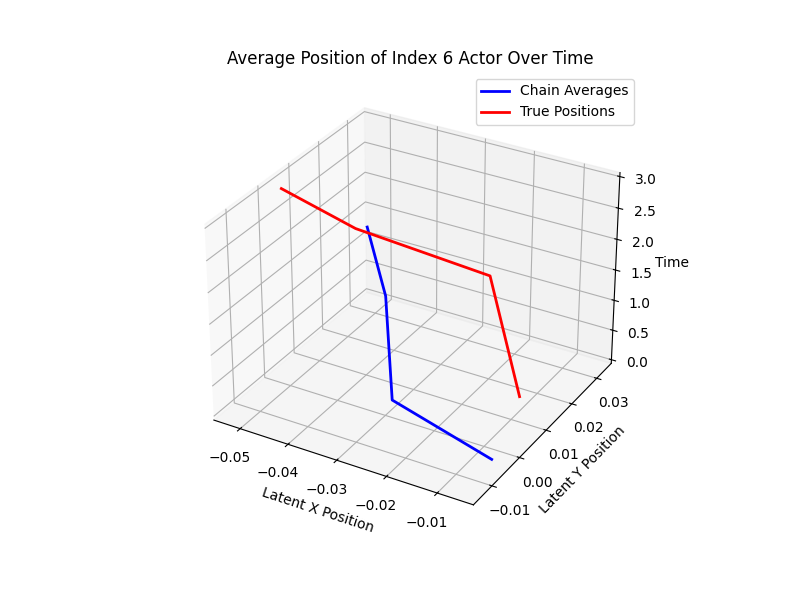 Average Position of Index 6 Actor Over Time
Chain Averages
True Positions
3.0
2.5
2.0
Time
1.5
1.0
0.5
0.0
0.03
0.02
0.01
0.00
−0.01
Latent Y Position
−0.05
−0.04
−0.03
−0.02
−0.01
Latent X Position